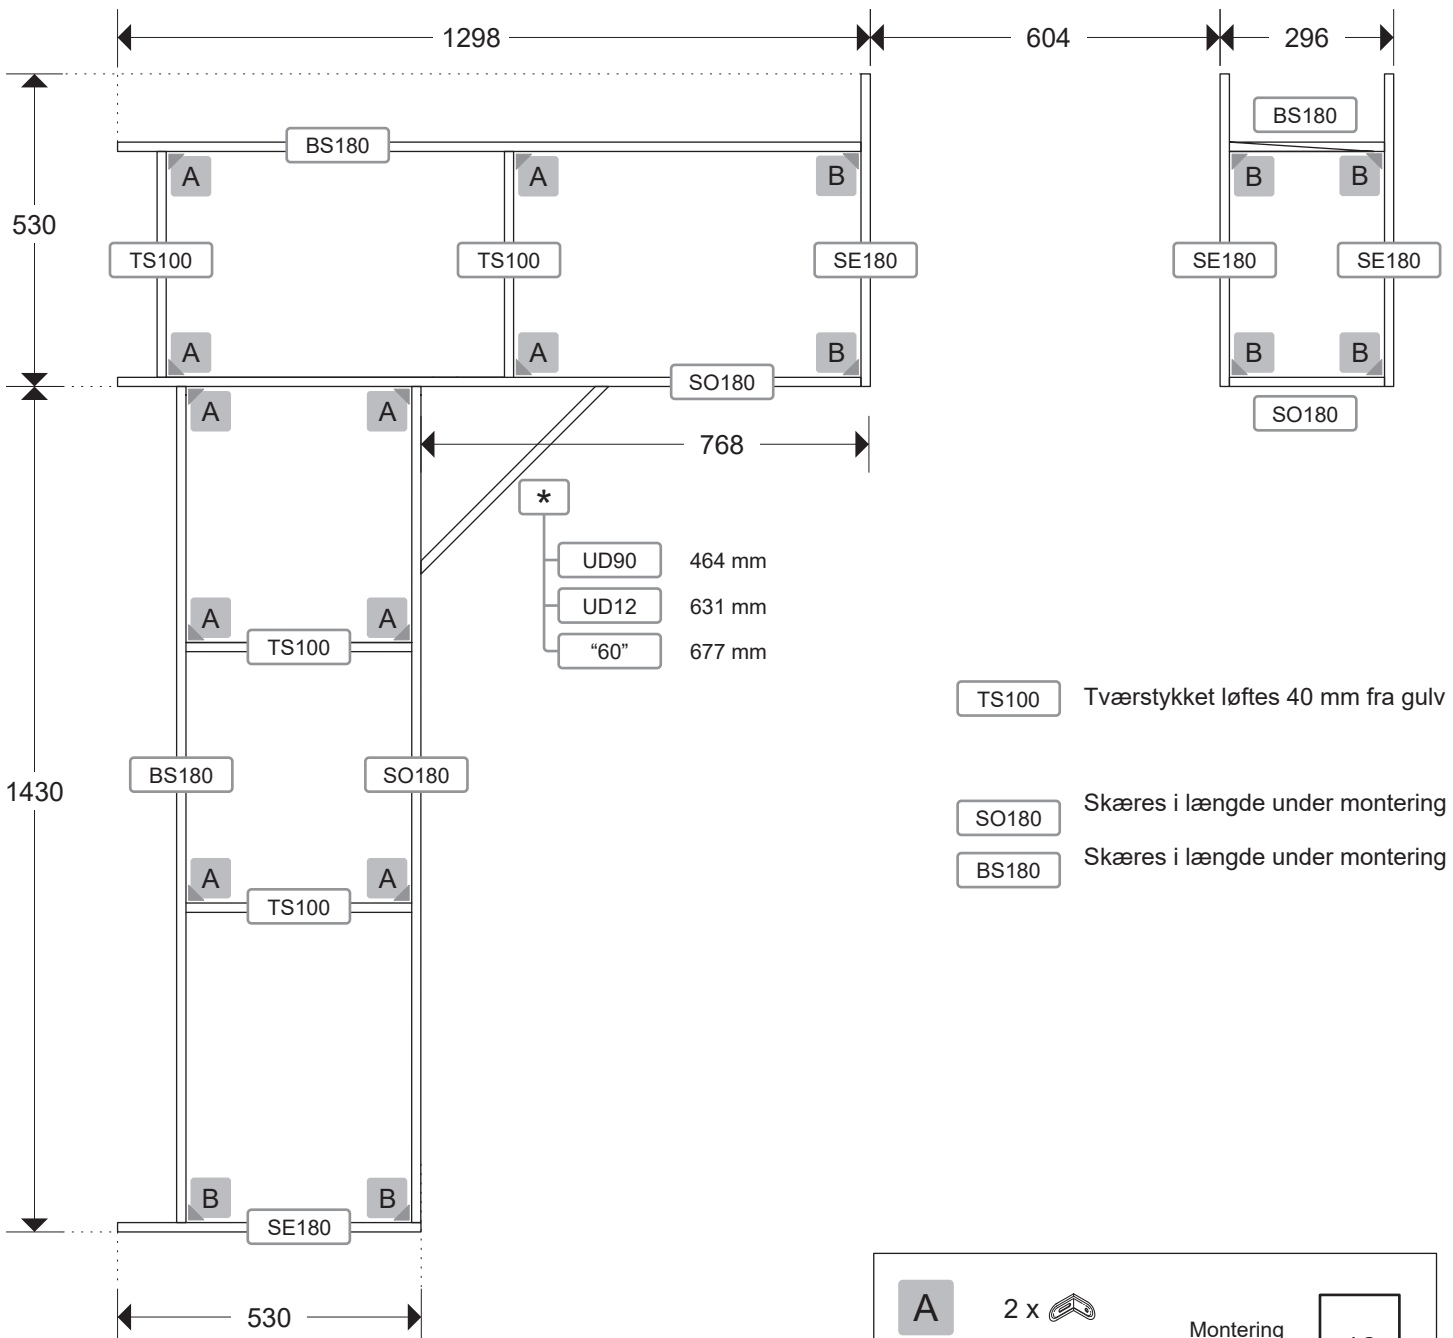 1298
604
296
BS180
BS180
A
A
B
B
B
530
TS100
TS100
SE180
SE180
SE180
A
A
B
B
B
SO180
SO180
A
A
768
*
UD90 464 mm
UD12 631 mm
“60” 677 mm
A
A
TS100
TS100 Tværstykket løftes 40 mm fra gulv
1430
BS180
SO180
SO180 Skæres i længde under montering
BS180 Skæres i længde under montering
A
A
TS100
B
B
SE180
530
A 2 x
Montering